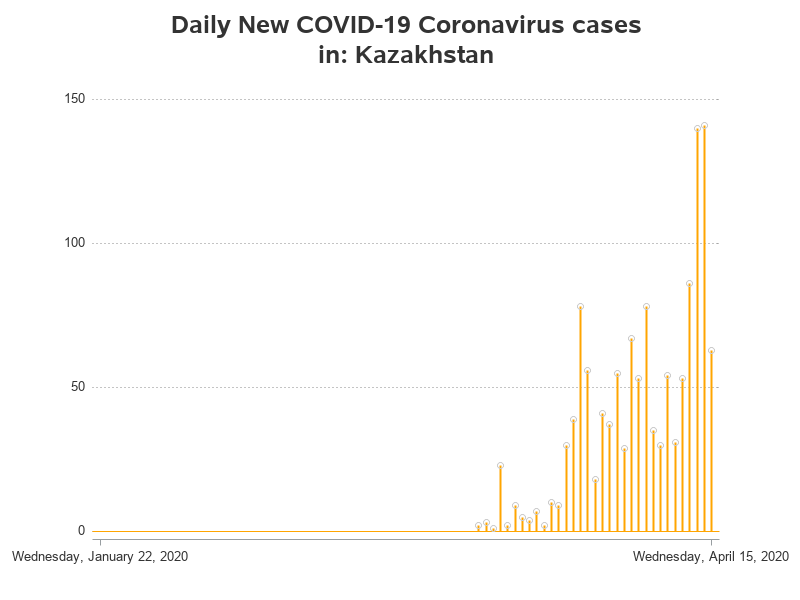 Daily New COVID-19 Coronavirus cases
in: Kazakhstan
150
100
50
0
Wednesday, January 22, 2020
Wednesday, April 15, 2020